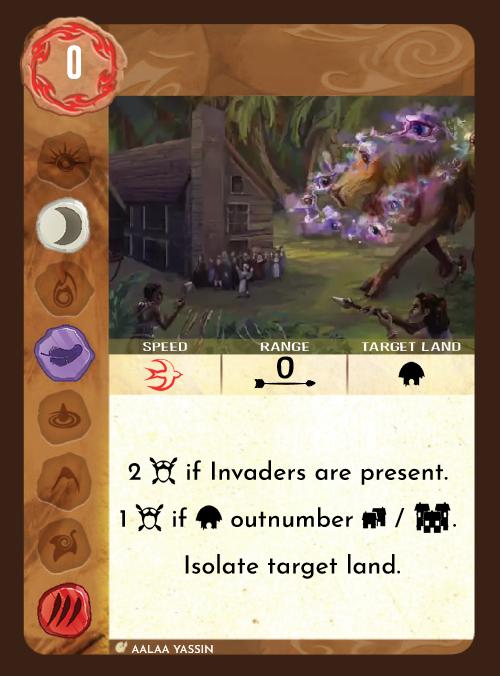 0
SPEED RANGE TARGET LAND
0
2 if Invaders are present.
1 if outnumber / .
Isolate target land.
AALAA YASSIN